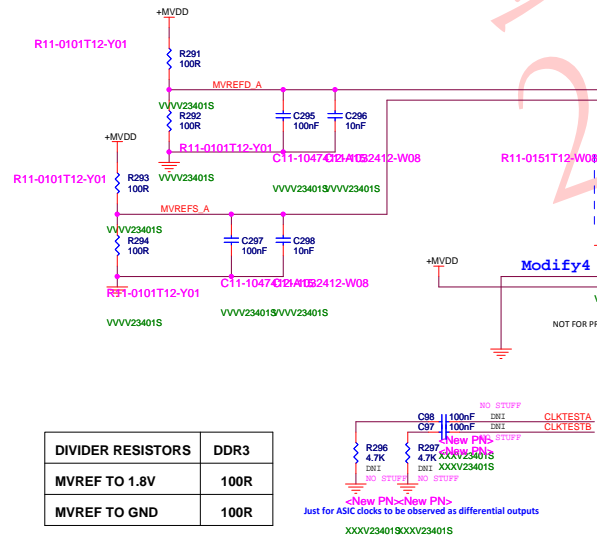 +MVDD
R11-0101T12-Y01
R291
100R
MVREFD_A
VVVV23401S
R292
100R
C295
100nF
C296
10nF
+MVDD
R11-0101T12-Y01
VVVV23401S
VVVV23401S
VVVV23401S
R11-0151T12-W08
R11-0101T12-Y01
R293
100R
MVREFS_A
VVVV23401S
R294
100R
C297
100nF
C298
10nF
+MVDD
Modify4
R11-0101T12-Y01
VVVV23401S
VVVV23401S
VVVV23401S
NOT FOR PR
NO STUFF
C98
100nF
DNI
CLKTESTA
C97
100nF
DNI
CLKTESTB
NO STUFF
<New PN>
<New PN>
R296
4.7K
DNI
NO STUFF
R297
4.7K
DNI
NO STUFF
XXXV23401S
XXXV23401S
<New PN>
<New PN>
Just for ASIC clocks to be observed as differential outputs
XXXV23401S
XXXV23401S
DIVIDER RESISTORS DDR3
MVREF TO 1.8V 100R
MVREF TO GND 100R